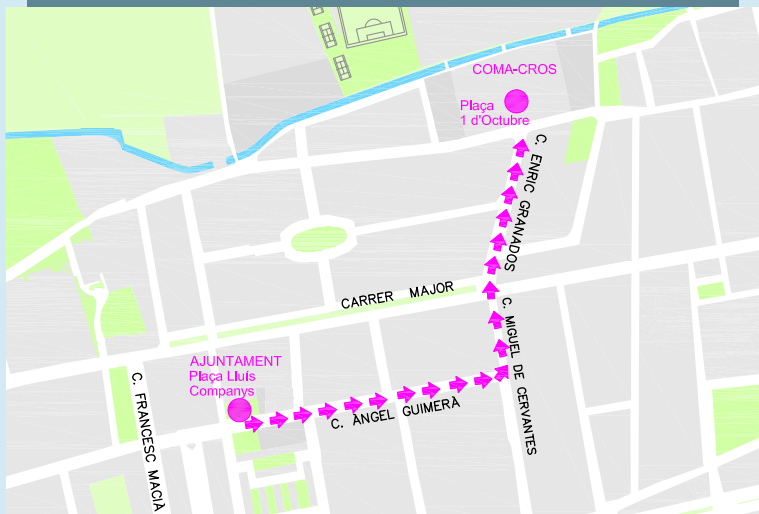 COMA-CROS
Plaça
1 d'Octubre
C. ENRIC GRANADOS
CARRER MAJOR
C. MIGUEL DE CERVANTES
AJUNTAMENT
Plaça Lluís
Companys
C. ÀNGEL GUIMERÀ
C. FRANCESC MACIÀ